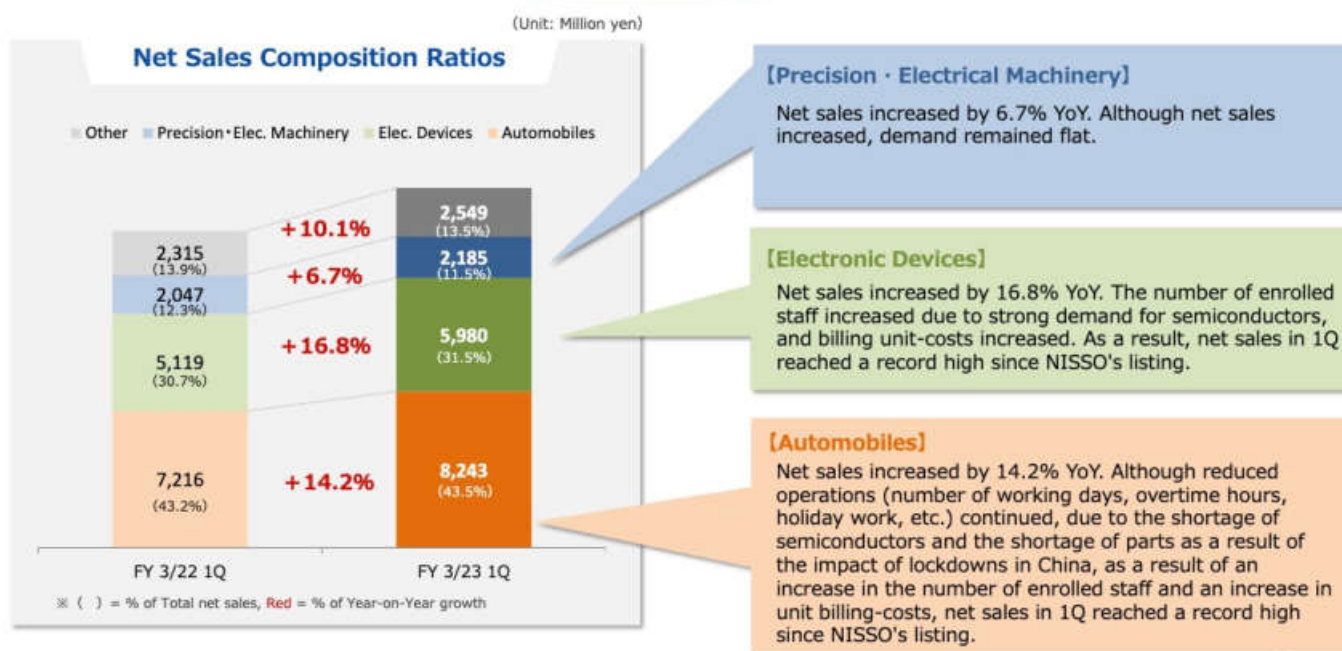 (Unit: Million yen)
Net Sales Composition Ratios
Other Precision・Elec. Machinery Elec. Devices Automobiles
2,315
(13.9%)
2,047
(12.3%)
5,119
(30.7%)
7,216
(43.2%)
+10.1%
+6.7%
+16.8%
+14.2%
2,549
(13.5%)
2,185
(11.5%)
5,980
(31.5%)
8,243
(43.5%)
FY 3/22 1Q
FY 3/23 1Q
※ ( ) = % of Total net sales, Red = % of Year-on-Year growth
【Precision・Electrical Machinery】
Net sales increased by 6.7% YoY. Although net sales
increased, demand remained flat.
【Electronic Devices】
Net sales increased by 16.8% YoY. The number of enrolled
staff increased due to strong demand for semiconductors,
and billing unit-costs increased. As a result, net sales in 1Q
reached a record high since NISSO's listing.
【Automobiles】
Net sales increased by 14.2% YoY. Although reduced
operations (number of working days, overtime hours,
holiday work, etc.) continued, due to the shortage of
semiconductors and the shortage of parts as a result of
the impact of lockdowns in China, as a result of an
increase in the number of enrolled staff and an increase in
unit billing-costs, net sales in 1Q reached a record high
since NISSO's listing.